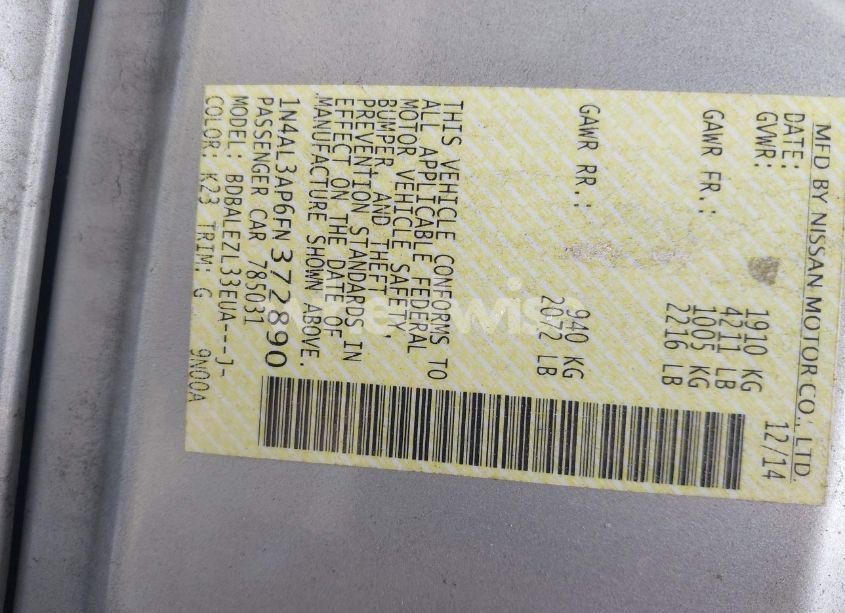 MFD BY NISSAN MOTOR CO., LTD.
DATE: 12/14
GVWR: 1910 KG
4211 LB
GAWR FR.: 1005 KG
2216 LB
GAWR RR.: 940 KG
2072 LB
THIS VEHICLE CONFORMS TO
ALL APPLICABLE FEDERAL
MOTOR VEHICLE SAFETY,
BUMPER, AND THEFT
PREVENTION STANDARDS IN
EFFECT ON THE DATE OF
MANUFACTURE SHOWN ABOVE.
1N4AL3AP6FN372890
PASSENGER CAR 785031
MODEL: BDBALEZL33EUA---J-
COLOR: K23 TRIM: G 9N00A